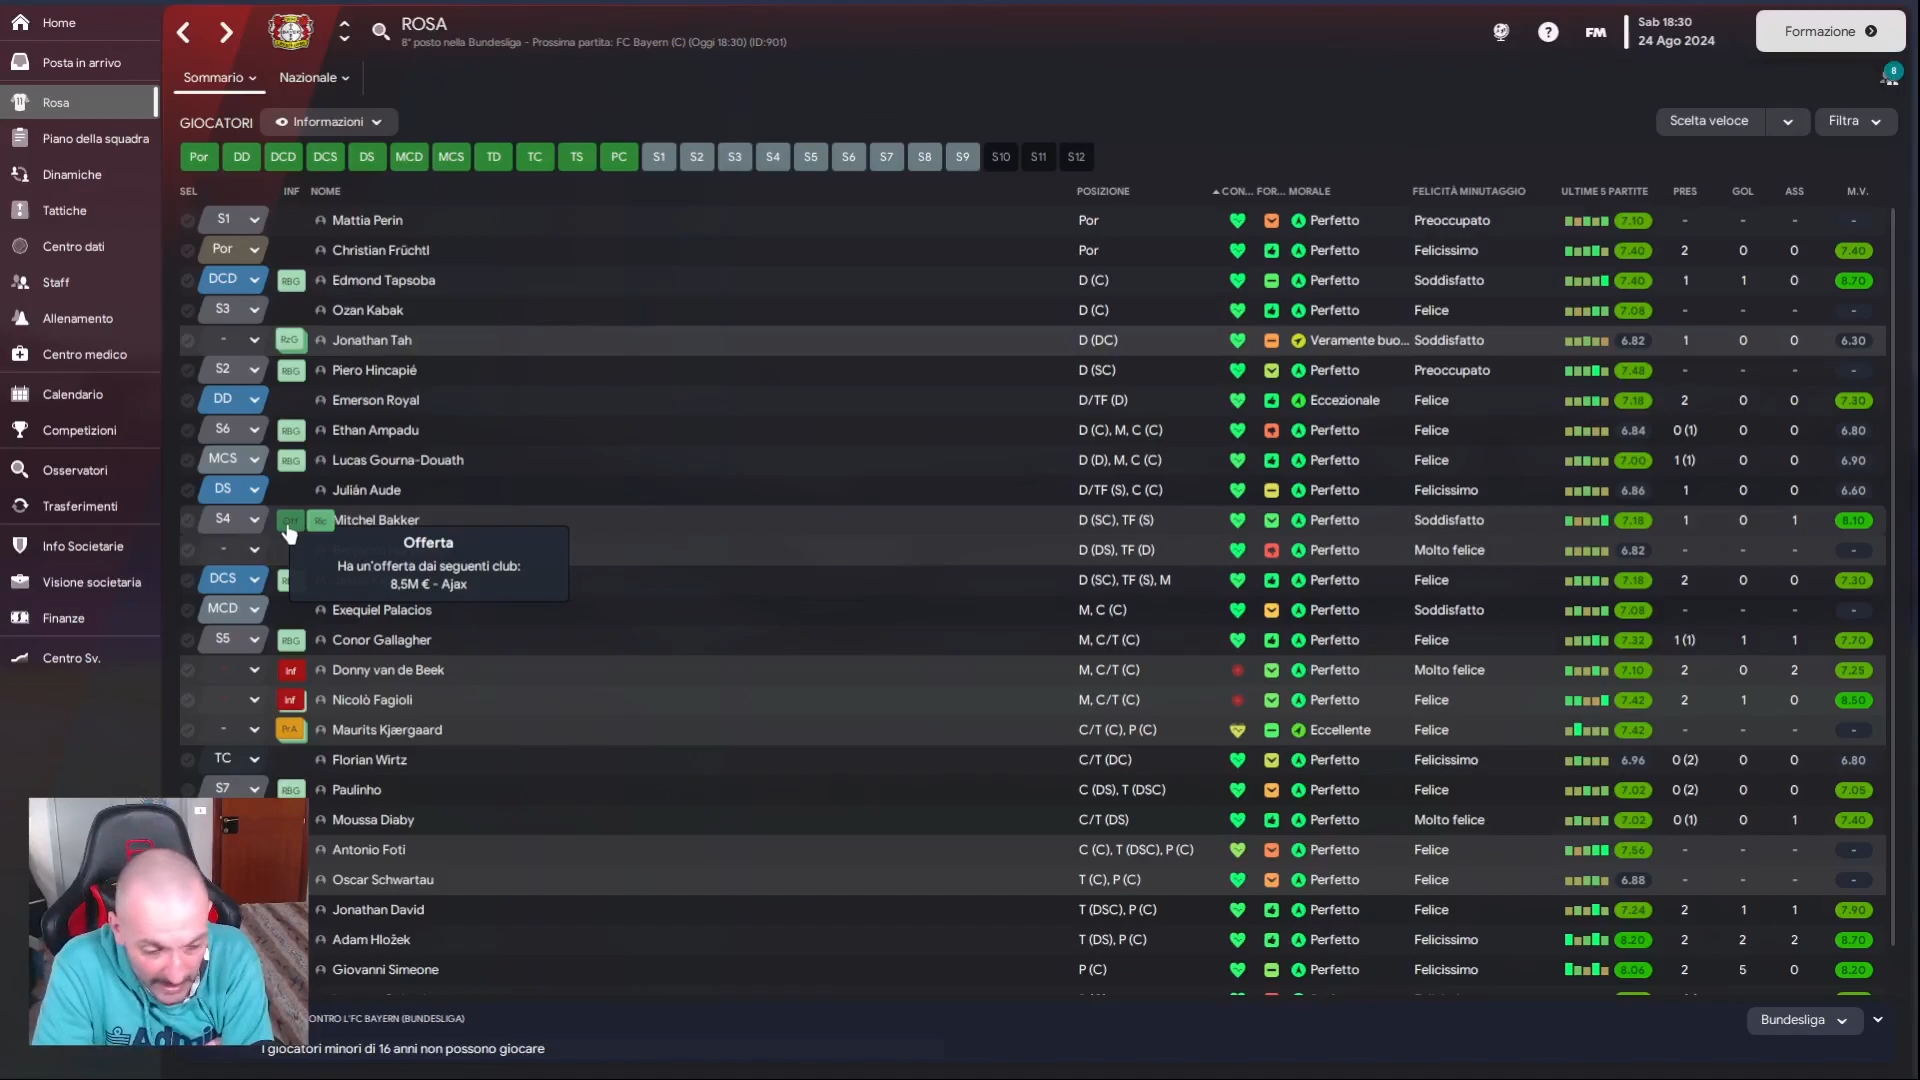 Home
Posta in arrivo
Rosa
Piano della squadra
Dinamiche
Tattiche
Centro dati
Staff
Allenamento
Centro medico
Calendario
Competizioni
Osservatori
Trasferimenti
Info Societarie
Visione societaria
Finanze
Centro Sv.
ROSA
8° posto nella Bundesliga - Prossima partita: FC Bayern (C) (Oggi 18:30) (ID:901)
FM
Sab 18:30
24 Ago 2024
Formazione
8
Sommario
Nazionale
GIOCATORI
Informazioni
Scelta veloce
Filtra
Por DD DCD DCS DS MCD MCS TD TC TS PC S1 S2 S3 S4 S5 S6 S7 S8 S9 S10 S11 S12
SEL INF NOME POSIZIONE CON... FOR... MORALE FELICITÀ MINUTAGGIO ULTIME 5 PARTITE PRES GOL ASS M.V.
S1 Mattia Perin Por Perfetto Preoccupato 7.10 - - - -
Por Christian Früchtl Por Perfetto Felicissimo 7.40 2 0 0 7.40
DCD RBG Edmond Tapsoba D (C) Perfetto Soddisfatto 7.40 1 1 0 8.70
S3 Ozan Kabak D (C) Perfetto Felice 7.08 - - - -
- RzG Jonathan Tah D (DC) Veramente buo... Soddisfatto 6.82 1 0 0 6.30
S2 RBG Piero Hincapié D (SC) Perfetto Preoccupato 7.48 - - - -
DD Emerson Royal D/TF (D) Eccezionale Felice 7.18 2 0 0 7.30
S6 RBG Ethan Ampadu D (C), M, C (C) Perfetto Felice 6.84 0 (1) 0 0 6.80
MCS RBG Lucas Gourna-Douath D (D), M, C (C) Perfetto Felice 7.00 1 (1) 0 0 6.90
DS Julián Aude D/TF (S), C (C) Perfetto Felicissimo 6.86 1 0 0 6.60
S4 Off Ric Mitchel Bakker D (SC), TF (S) Perfetto Soddisfatto 7.18 1 0 1 8.10
- D (DS), TF (D) Perfetto Molto felice 6.82 - - - -
DCS D (SC), TF (S), M Perfetto Felice 7.18 2 0 0 7.30
MCD Exequiel Palacios M, C (C) Perfetto Soddisfatto 7.08 - - - -
S5 RBG Conor Gallagher M, C/T (C) Perfetto Felice 7.32 1 (1) 1 1 7.70
Inf Donny van de Beek M, C/T (C) Perfetto Molto felice 7.10 2 0 2 7.25
Inf Nicolò Fagioli M, C/T (C) Perfetto Felice 7.42 2 1 0 8.50
- PrA Maurits Kjærgaard C/T (C), P (C) Eccellente Felice 7.42 - - - -
TC Florian Wirtz C/T (DC) Perfetto Felicissimo 6.96 0 (2) 0 0 6.80
S7 RBG Paulinho C (DS), T (DSC) Perfetto Felice 7.02 0 (2) 0 0 7.05
Moussa Diaby C/T (DS) Perfetto Molto felice 7.02 0 (1) 0 1 7.40
Antonio Foti C (C), T (DSC), P (C) Perfetto Felice 7.56 - - - -
Oscar Schwartau T (C), P (C) Perfetto Felice 6.88 - - - -
Jonathan David T (DSC), P (C) Perfetto Felice 7.24 2 1 1 7.90
Adam Hložek T (DS), P (C) Perfetto Felicissimo 8.20 2 2 2 8.70
Giovanni Simeone P (C) Perfetto Felicissimo 8.06 2 5 0 8.20
Offerta
Ha un'offerta dai seguenti club:
8,5M € - Ajax
ONTRO L'FC BAYERN (BUNDESLIGA)
I giocatori minori di 16 anni non possono giocare
Bundesliga